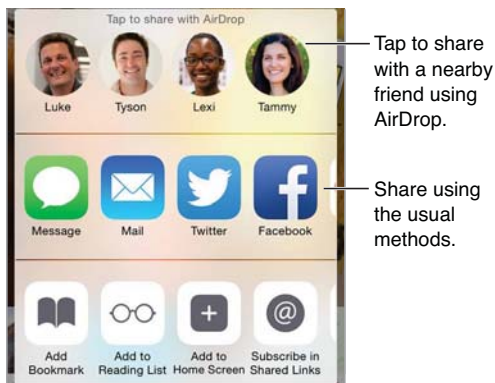 Tap to share with AirDrop
Luke Tyson Lexi Tammy
Tap to share
with a nearby
friend using
AirDrop.
Message Mail Twitter Facebook
Share using
the usual
methods.
Add Bookmark
Add to Reading List
Add to Home Screen
Subscribe in Shared Links